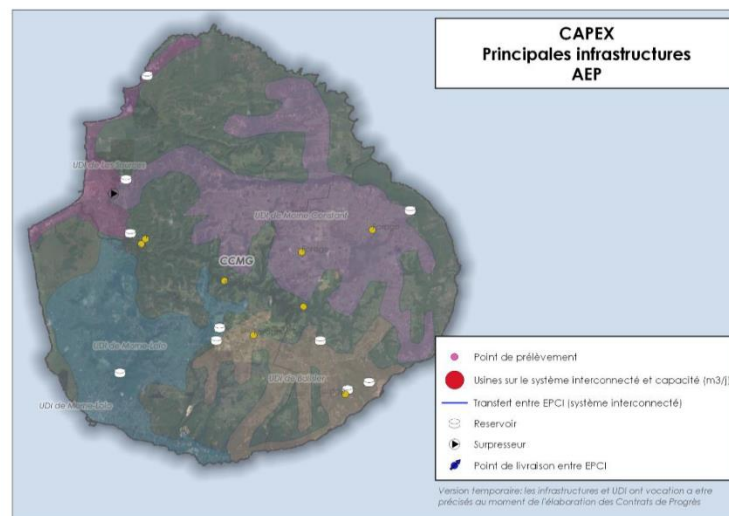 CAPEX
Principales infrastructures
AEP
UDI de Les Sources
UDI de Morne Constant
CCMG
UDI de Morne-Lolo
UDI de Balisier
UDI de Morne-Lolo
Point de prélèvement
Usines sur le système interconnecté et capacité (m3/j)
Transfert entre EPCI (système interconnecté)
Reservoir
Surpresseur
Point de livraison entre EPCI
Version temporaire: les infrastructures et UDI ont vocation a etre
précisés au moment de l'élaboration des Contrats de Progrès